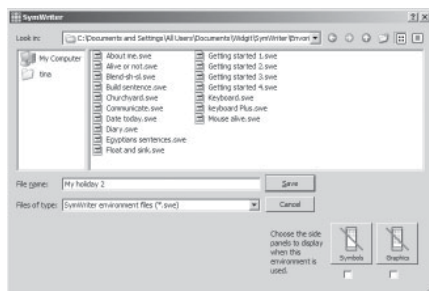 SymWriter
Look in:
C:\Documents and Settings\All Users\Documents\Widgit\SymWriter\Environ
My Computer
tina
About me.swe
Alive or not.swe
Blend-sh-sl.swe
Build sentence.swe
Churchyard.swe
Communicate.swe
Date today.swe
Diary.swe
Egyptians sentences.swe
Float and sink.swe
Getting started 1.swe
Getting started 2.swe
Getting started 3.swe
Getting started 4.swe
Keyboard.swe
keyboard Plus.swe
Mouse alive.swe
File name:
My holiday 2
Save
Files of type:
SymWriter environment files (*.swe)
Cancel
Choose the side
panels to display
when this
environment is
used.
Symbols
Graphics